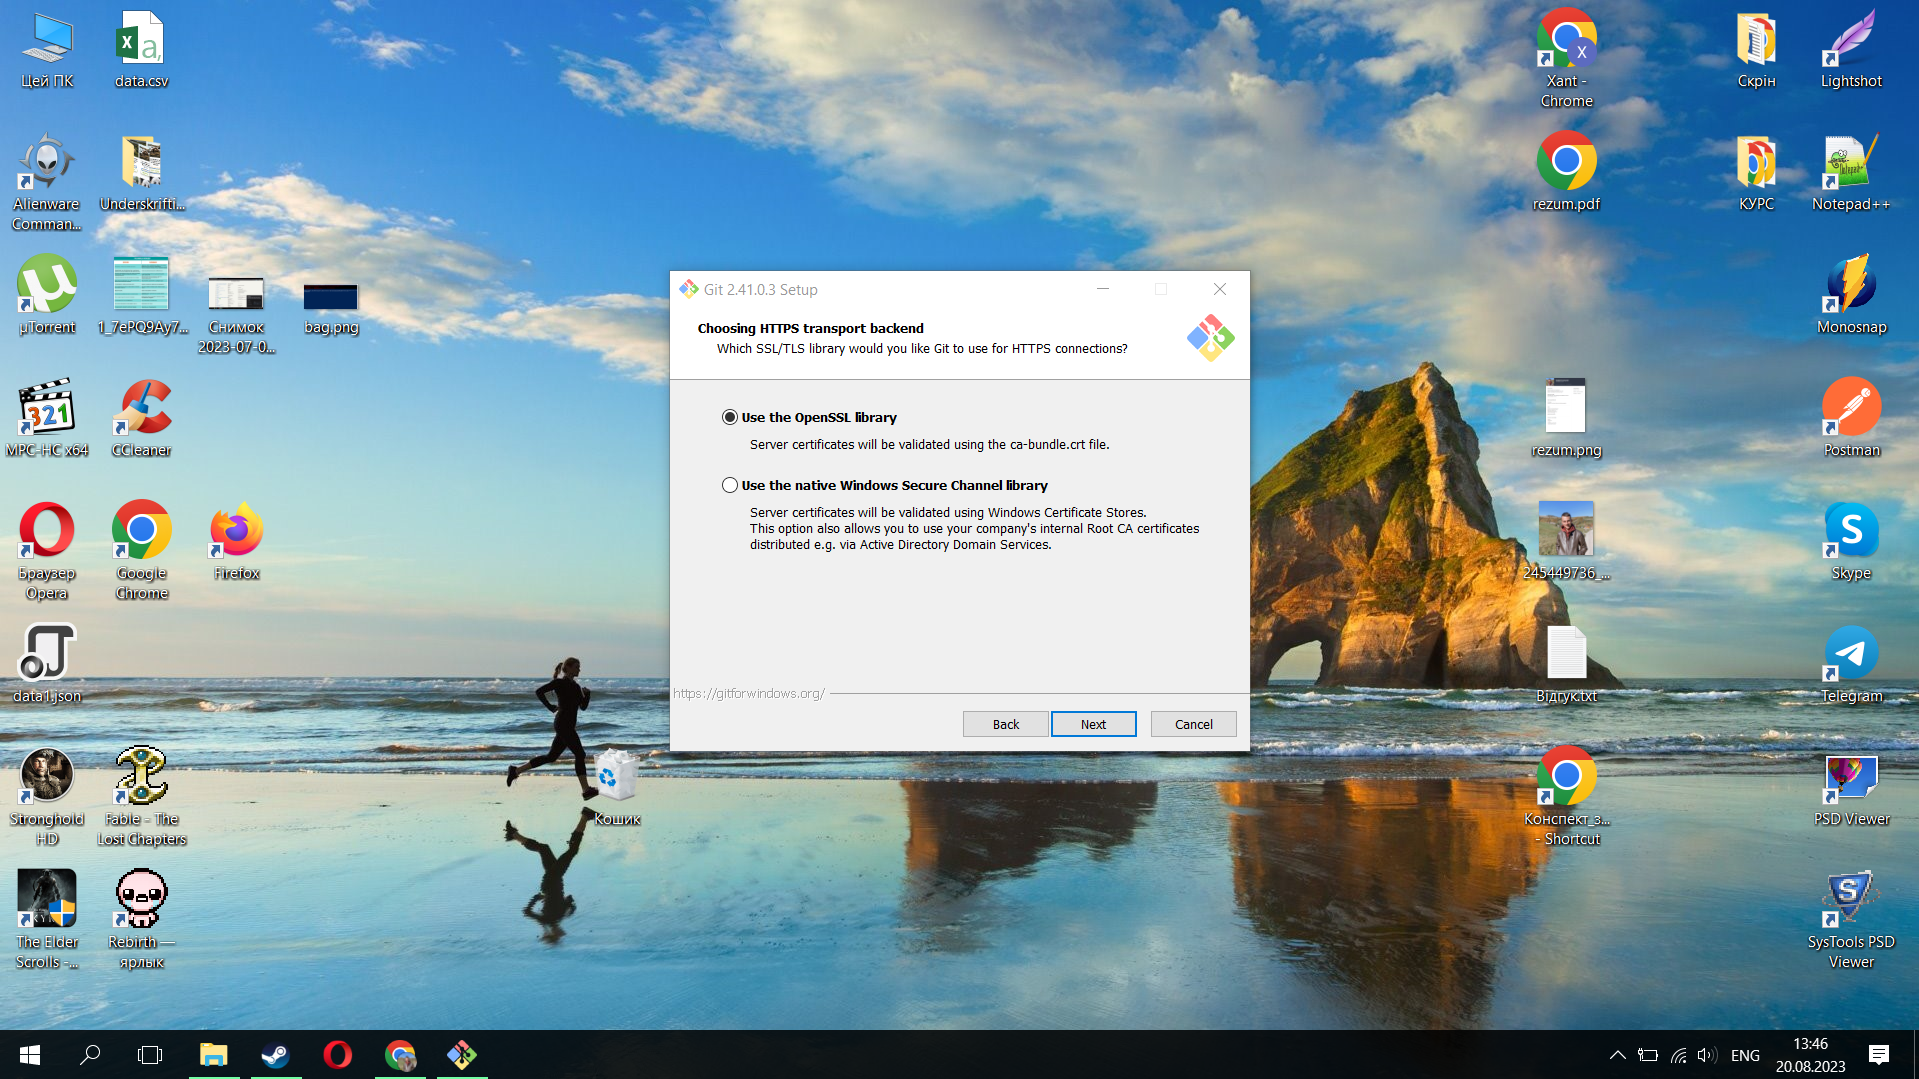 Цей ПК
data.csv
Xant -
Chrome
Скрін
Lightshot
Alienware
Comman...
Underskrifti...
rezum.pdf
КУРС
Notepad++
µTorrent
1_7ePQ9Ay7...
Снимок
2023-07-0...
bag.png
Monosnap
MPC-HC x64
CCleaner
rezum.png
Postman
Браузер
Opera
Google
Chrome
Firefox
245449736_...
Skype
data1.json
Відгук.txt
Telegram
Stronghold
HD
Fable - The
Lost Chapters
Кошик
Конспект_з...
- Shortcut
PSD Viewer
The Elder
Scrolls -...
Rebirth —
ярлык
SysTools PSD
Viewer
Git 2.41.0.3 Setup
Choosing HTTPS transport backend
Which SSL/TLS library would you like Git to use for HTTPS connections?
Use the OpenSSL library
Server certificates will be validated using the ca-bundle.crt file.
Use the native Windows Secure Channel library
Server certificates will be validated using Windows Certificate Stores.
This option also allows you to use your company's internal Root CA certificates
distributed e.g. via Active Directory Domain Services.
https://gitforwindows.org/
Back
Next
Cancel
ENG
13:46
20.08.2023